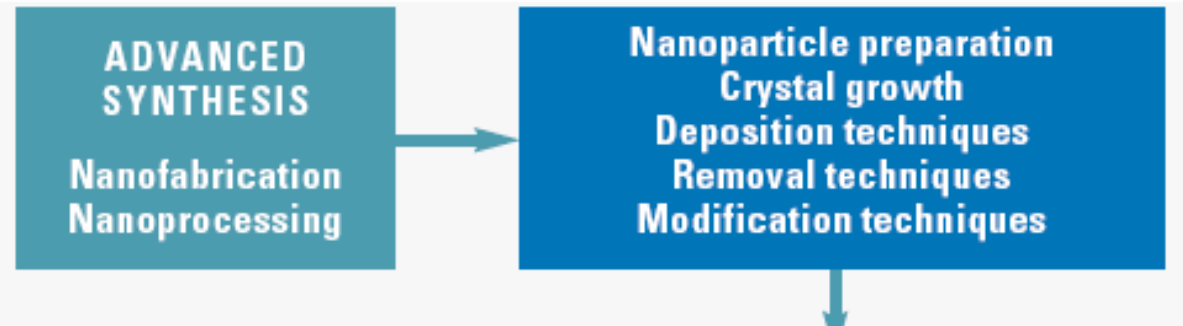 ADVANCED
SYNTHESIS
Nanofabrication
Nanoprocessing
Nanoparticle preparation
Crystal growth
Deposition techniques
Removal techniques
Modification techniques